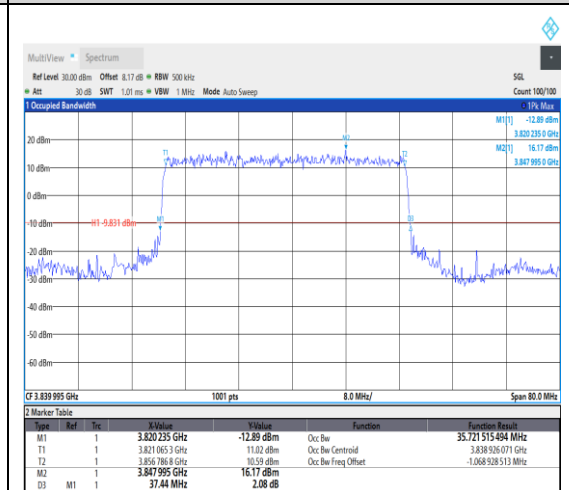 MultiView Spectrum
Ref Level 30.00 dBm Offset 8.17 dB RBW 500 kHz SGL
Att 30 dB SWT 1.01 ms VBW 1 MHz Mode Auto Sweep Count 100/100
1 Occupied Bandwidth 1Pk Max
M1[1] -12.89 dBm
3.820 235 0 GHz
M2[1] 16.17 dBm
3.847 995 0 GHz
20 dBm
M2
T1
T2
10 dBm
0 dBm
-10 dBm
H1 -9.831 dBm
M1
D3
-20 dBm
-30 dBm
-40 dBm
-50 dBm
-60 dBm
CF 3.839 995 GHz 1001 pts 8.0 MHz/ Span 80.0 MHz
2 Marker Table
Type Ref Trc X-Value Y-Value Function Function Result
M1 1 3.820 235 GHz -12.89 dBm Occ Bw 35.721 515 494 MHz
T1 1 3.821 065 3 GHz 11.02 dBm Occ Bw Centroid 3.838 926 071 GHz
T2 1 3.856 786 8 GHz 10.59 dBm Occ Bw Freq Offset -1.068 928 513 MHz
M2 1 3.847 995 GHz 16.17 dBm
D3 M1 1 37.44 MHz 2.08 dB